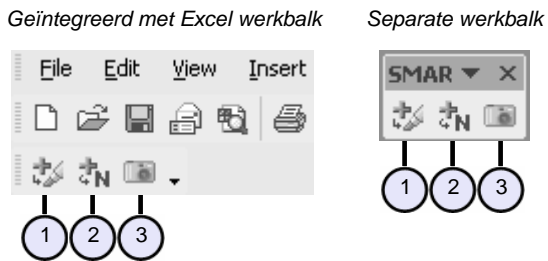 Geïntegreerd met Excel werkbalk
Separate werkbalk
File Edit View Insert
SMAR
N
N
1 2 3
1 2 3